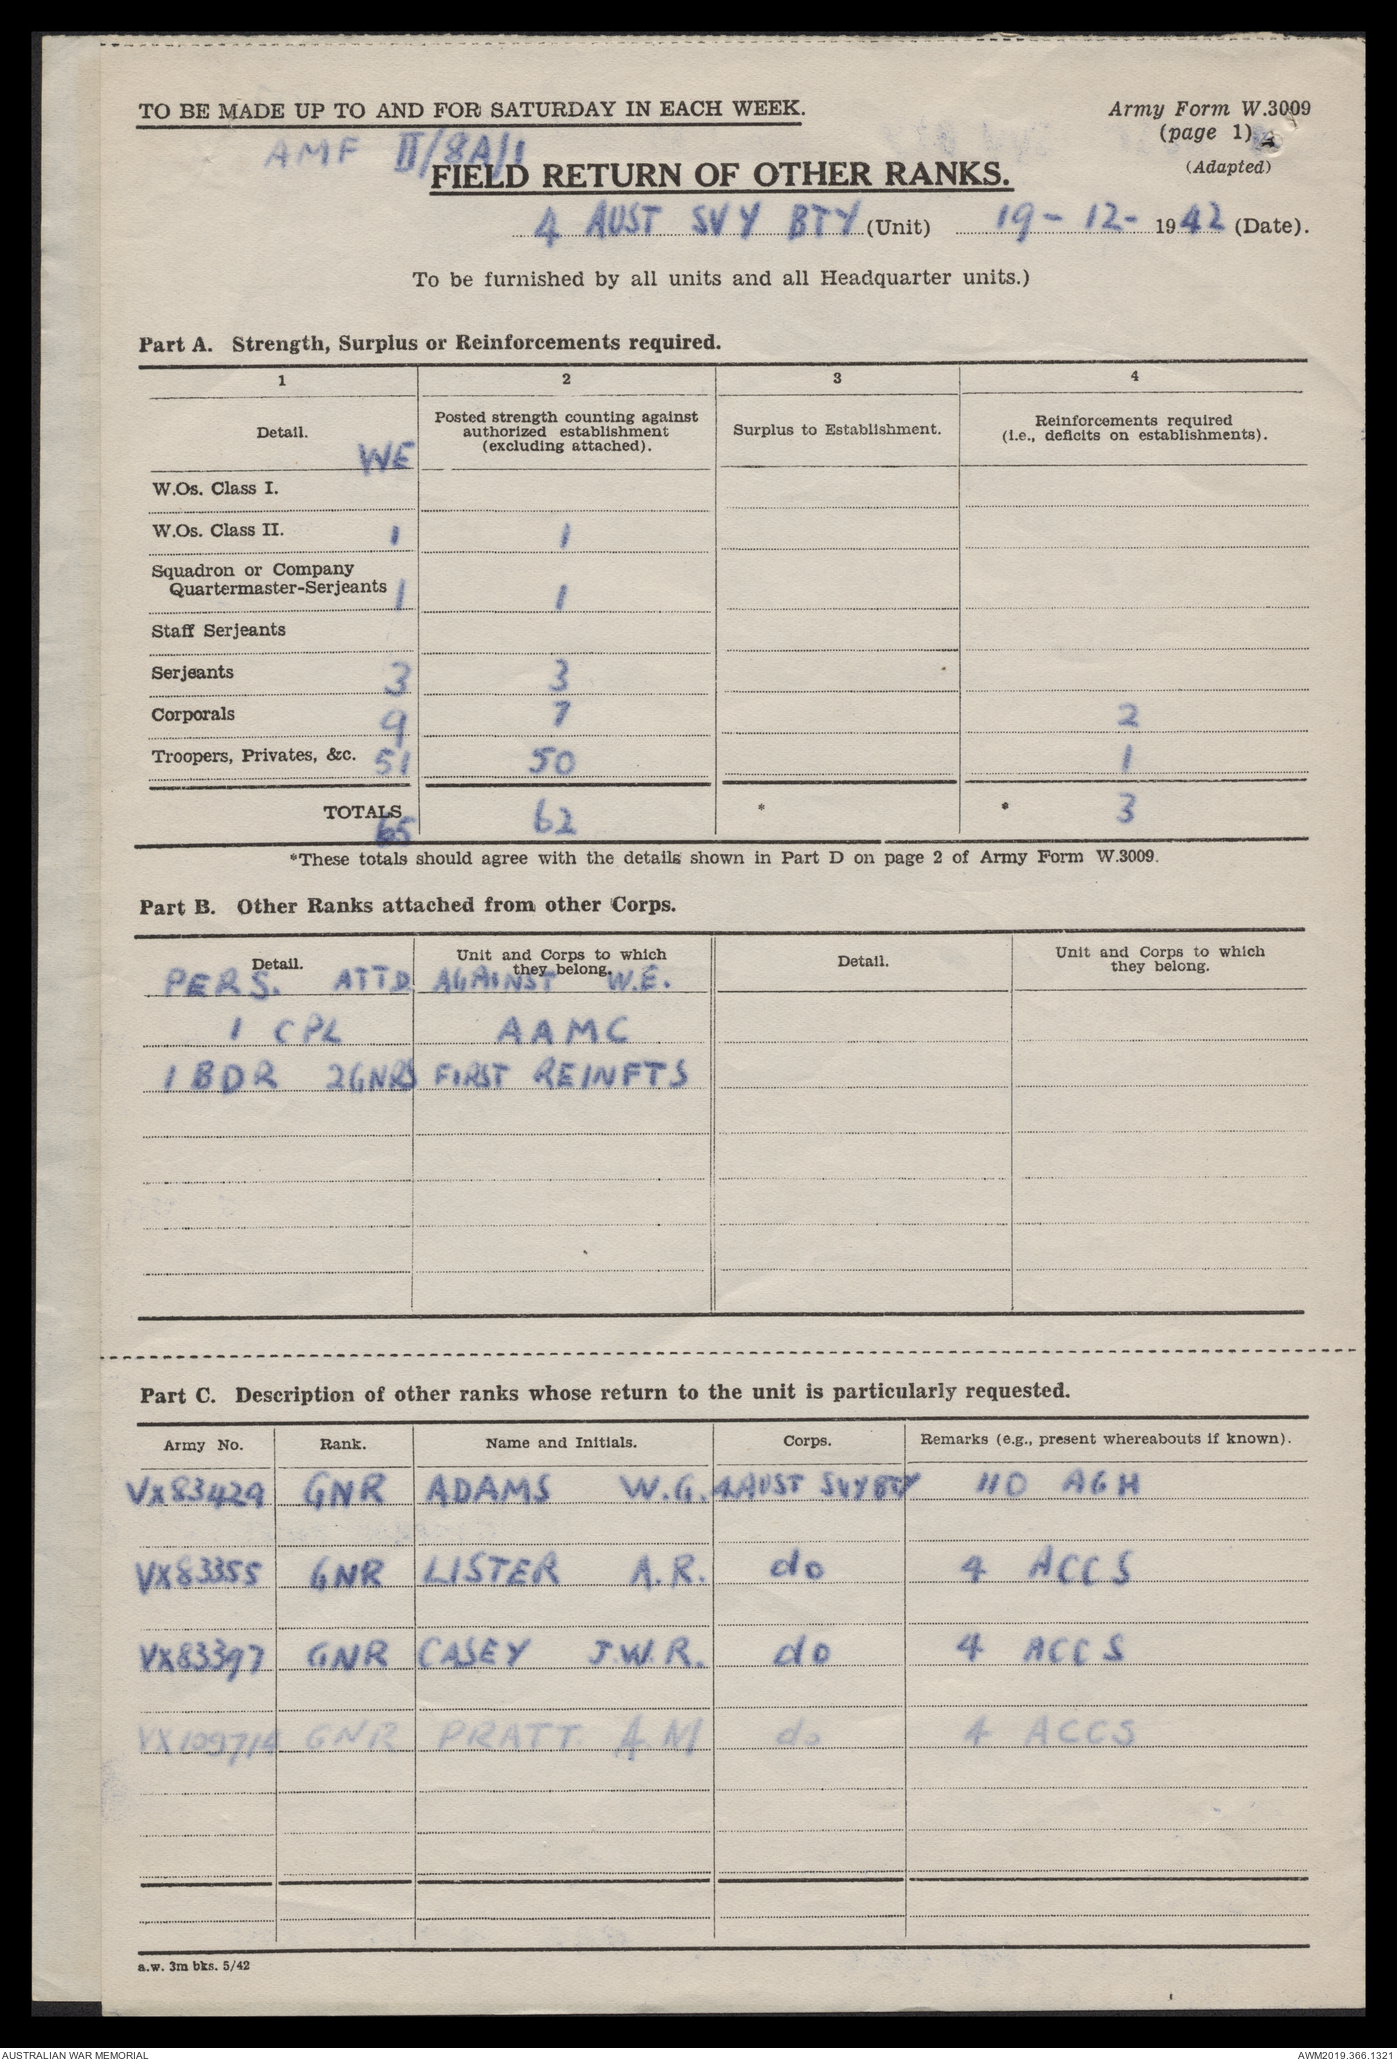 TO BE MADE UP TO AND FOR SATURDAY IN EACH WEEK.
Army Form W.3009
(page 1)
(Adapted)
AMF II/8A/1
FIELD RETURN OF OTHER RANKS.
4 AUST SVY BTY (Unit) 19-12-1942 (Date).
To be furnished by all units and all Headquarter units.)
Part A. Strength, Surplus or Reinforcements required.
1 2 3 4
Detail. WE
Posted strength counting against
authorized establishment
(excluding attached).
Surplus to Establishment.
Reinforcements required
(i.e., deficits on establishments).
W.Os. Class I.
W.Os. Class II. 1 1
Squadron or Company
Quartermaster-Serjeants 1 1
Staff Serjeants
Serjeants 3 3
Corporals 9 7 2
Troopers, Privates, &c. 51 50 1
TOTALS 65 62 * * 3
*These totals should agree with the details shown in Part D on page 2 of Army Form W.3009.
Part B. Other Ranks attached from other Corps.
Detail.
Unit and Corps to which
they belong.
Detail.
Unit and Corps to which
they belong.
PERS. ATTD AGAINST W.E.
1 CPL AAMC
1 BDR 2GNRS FIRST REINFTS
Part C. Description of other ranks whose return to the unit is particularly requested.
Army No. Rank. Name and Initials. Corps. Remarks (e.g., present whereabouts if known).
VX83429 GNR ADAMS W.G. 4AUST SVY BTY 110 AGH
VX83355 GNR LISTER A.R. do 4 ACCS
VX83397 GNR CASEY J.W.R. do 4 ACCS
GNR PRATT A.M do 4 ACCS
a.w. 3m bks. 5/42
AUSTRALIAN WAR MEMORIAL
AWM2019.366.1321